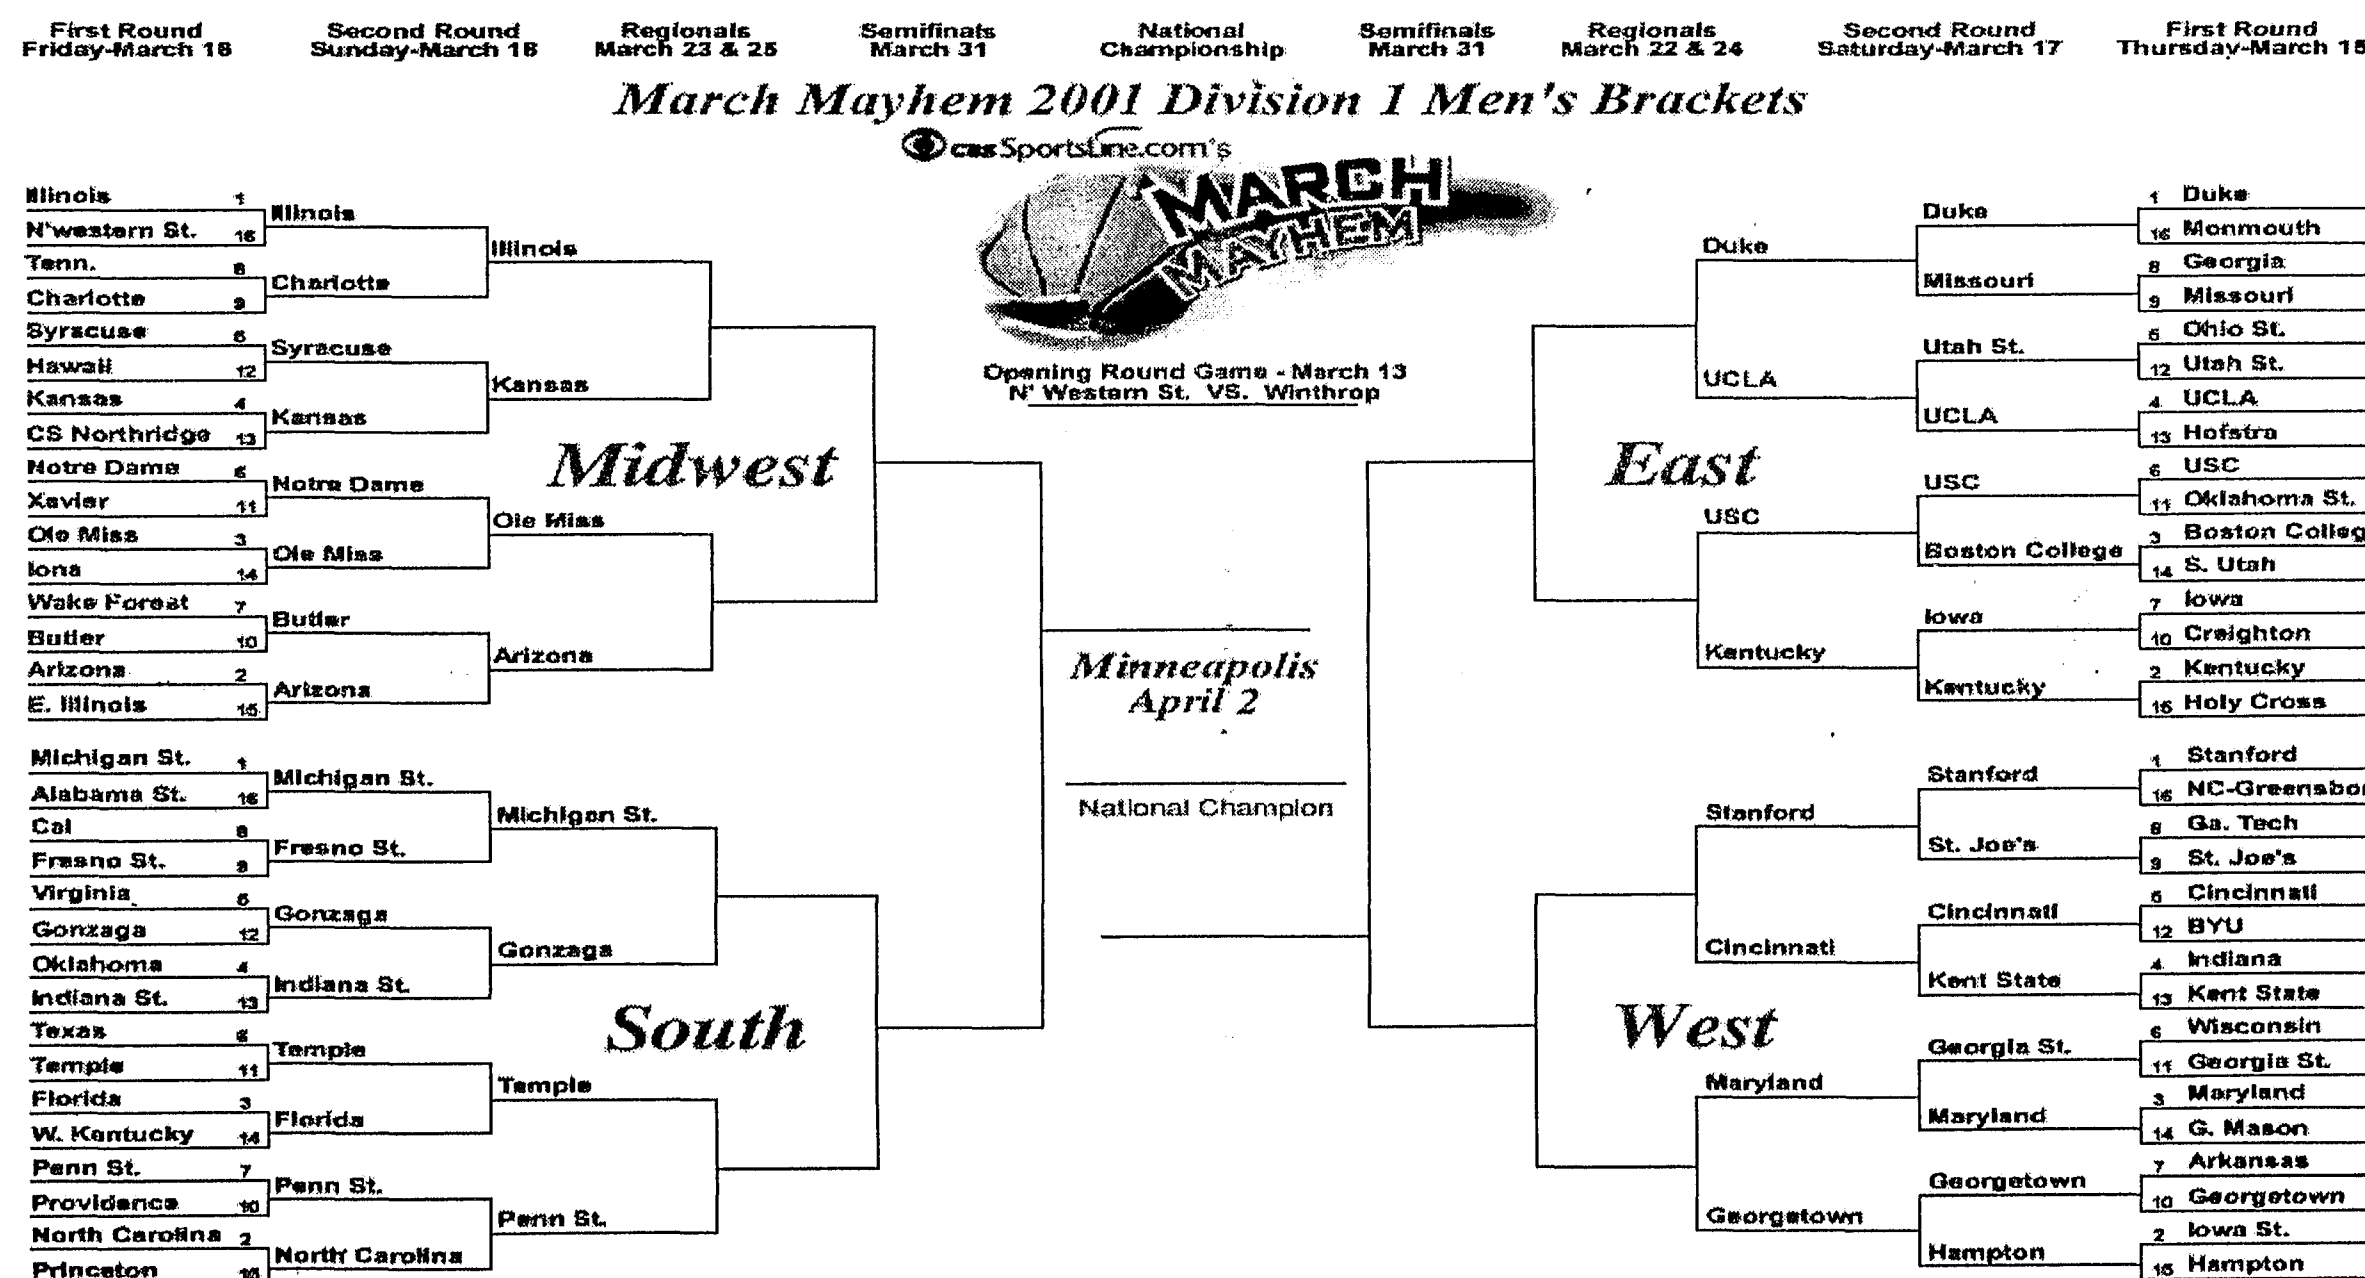 First Round Second Round Regionals Semifinals National Semifinals Regionals Second Round First Round
Friday-March 16 Sunday-March 18 March 23 & 25 March 31 Championship March 31 March 22 & 24 Saturday-March 17 Thursday-March 15
March Mayhem 2001 Division 1 Men's Brackets
cbs SportsLine.com's
MARCH
MAYHEM
Opening Round Game - March 13
N' Western St. VS. Winthrop
Midwest
Illinois 1
N'western St. 16
Tenn. 8
Charlotte 9
Syracuse 5
Hawaii 12
Kansas 4
CS Northridge 13
Notre Dame 6
Xavier 11
Ole Miss 3
Iona 14
Wake Forest 7
Butler 10
Arizona 2
E. Illinois 15
Illinois
Charlotte
Syracuse
Kansas
Notre Dame
Ole Miss
Butler
Arizona
Illinois
Kansas
Ole Miss
Arizona
South
Michigan St. 1
Alabama St. 16
Cal 8
Fresno St. 9
Virginia 5
Gonzaga 12
Oklahoma 4
Indiana St. 13
Texas 6
Temple 11
Florida 3
W. Kentucky 14
Penn St. 7
Providence 10
North Carolina 2
Princeton 15
Michigan St.
Fresno St.
Gonzaga
Indiana St.
Temple
Florida
Penn St.
North Carolina
Michigan St.
Gonzaga
Temple
Penn St.
Minneapolis
April 2
National Champion
East
Duke
UCLA
USC
Kentucky
Duke
Missouri
Utah St.
UCLA
USC
Boston College
Iowa
Kentucky
1 Duke
16 Monmouth
8 Georgia
9 Missouri
5 Ohio St.
12 Utah St.
4 UCLA
13 Hofstra
6 USC
11 Oklahoma St.
3 Boston Colleg
14 S. Utah
7 Iowa
10 Creighton
2 Kentucky
15 Holy Cross
West
Stanford
Cincinnati
Maryland
Georgetown
Stanford
St. Joe's
Cincinnati
Kent State
Georgia St.
Maryland
Georgetown
Hampton
1 Stanford
16 NC-Greensbor
8 Ga. Tech
9 St. Joe's
5 Cincinnati
12 BYU
4 Indiana
13 Kent State
6 Wisconsin
11 Georgia St.
3 Maryland
14 G. Mason
7 Arkansas
10 Georgetown
2 Iowa St.
15 Hampton